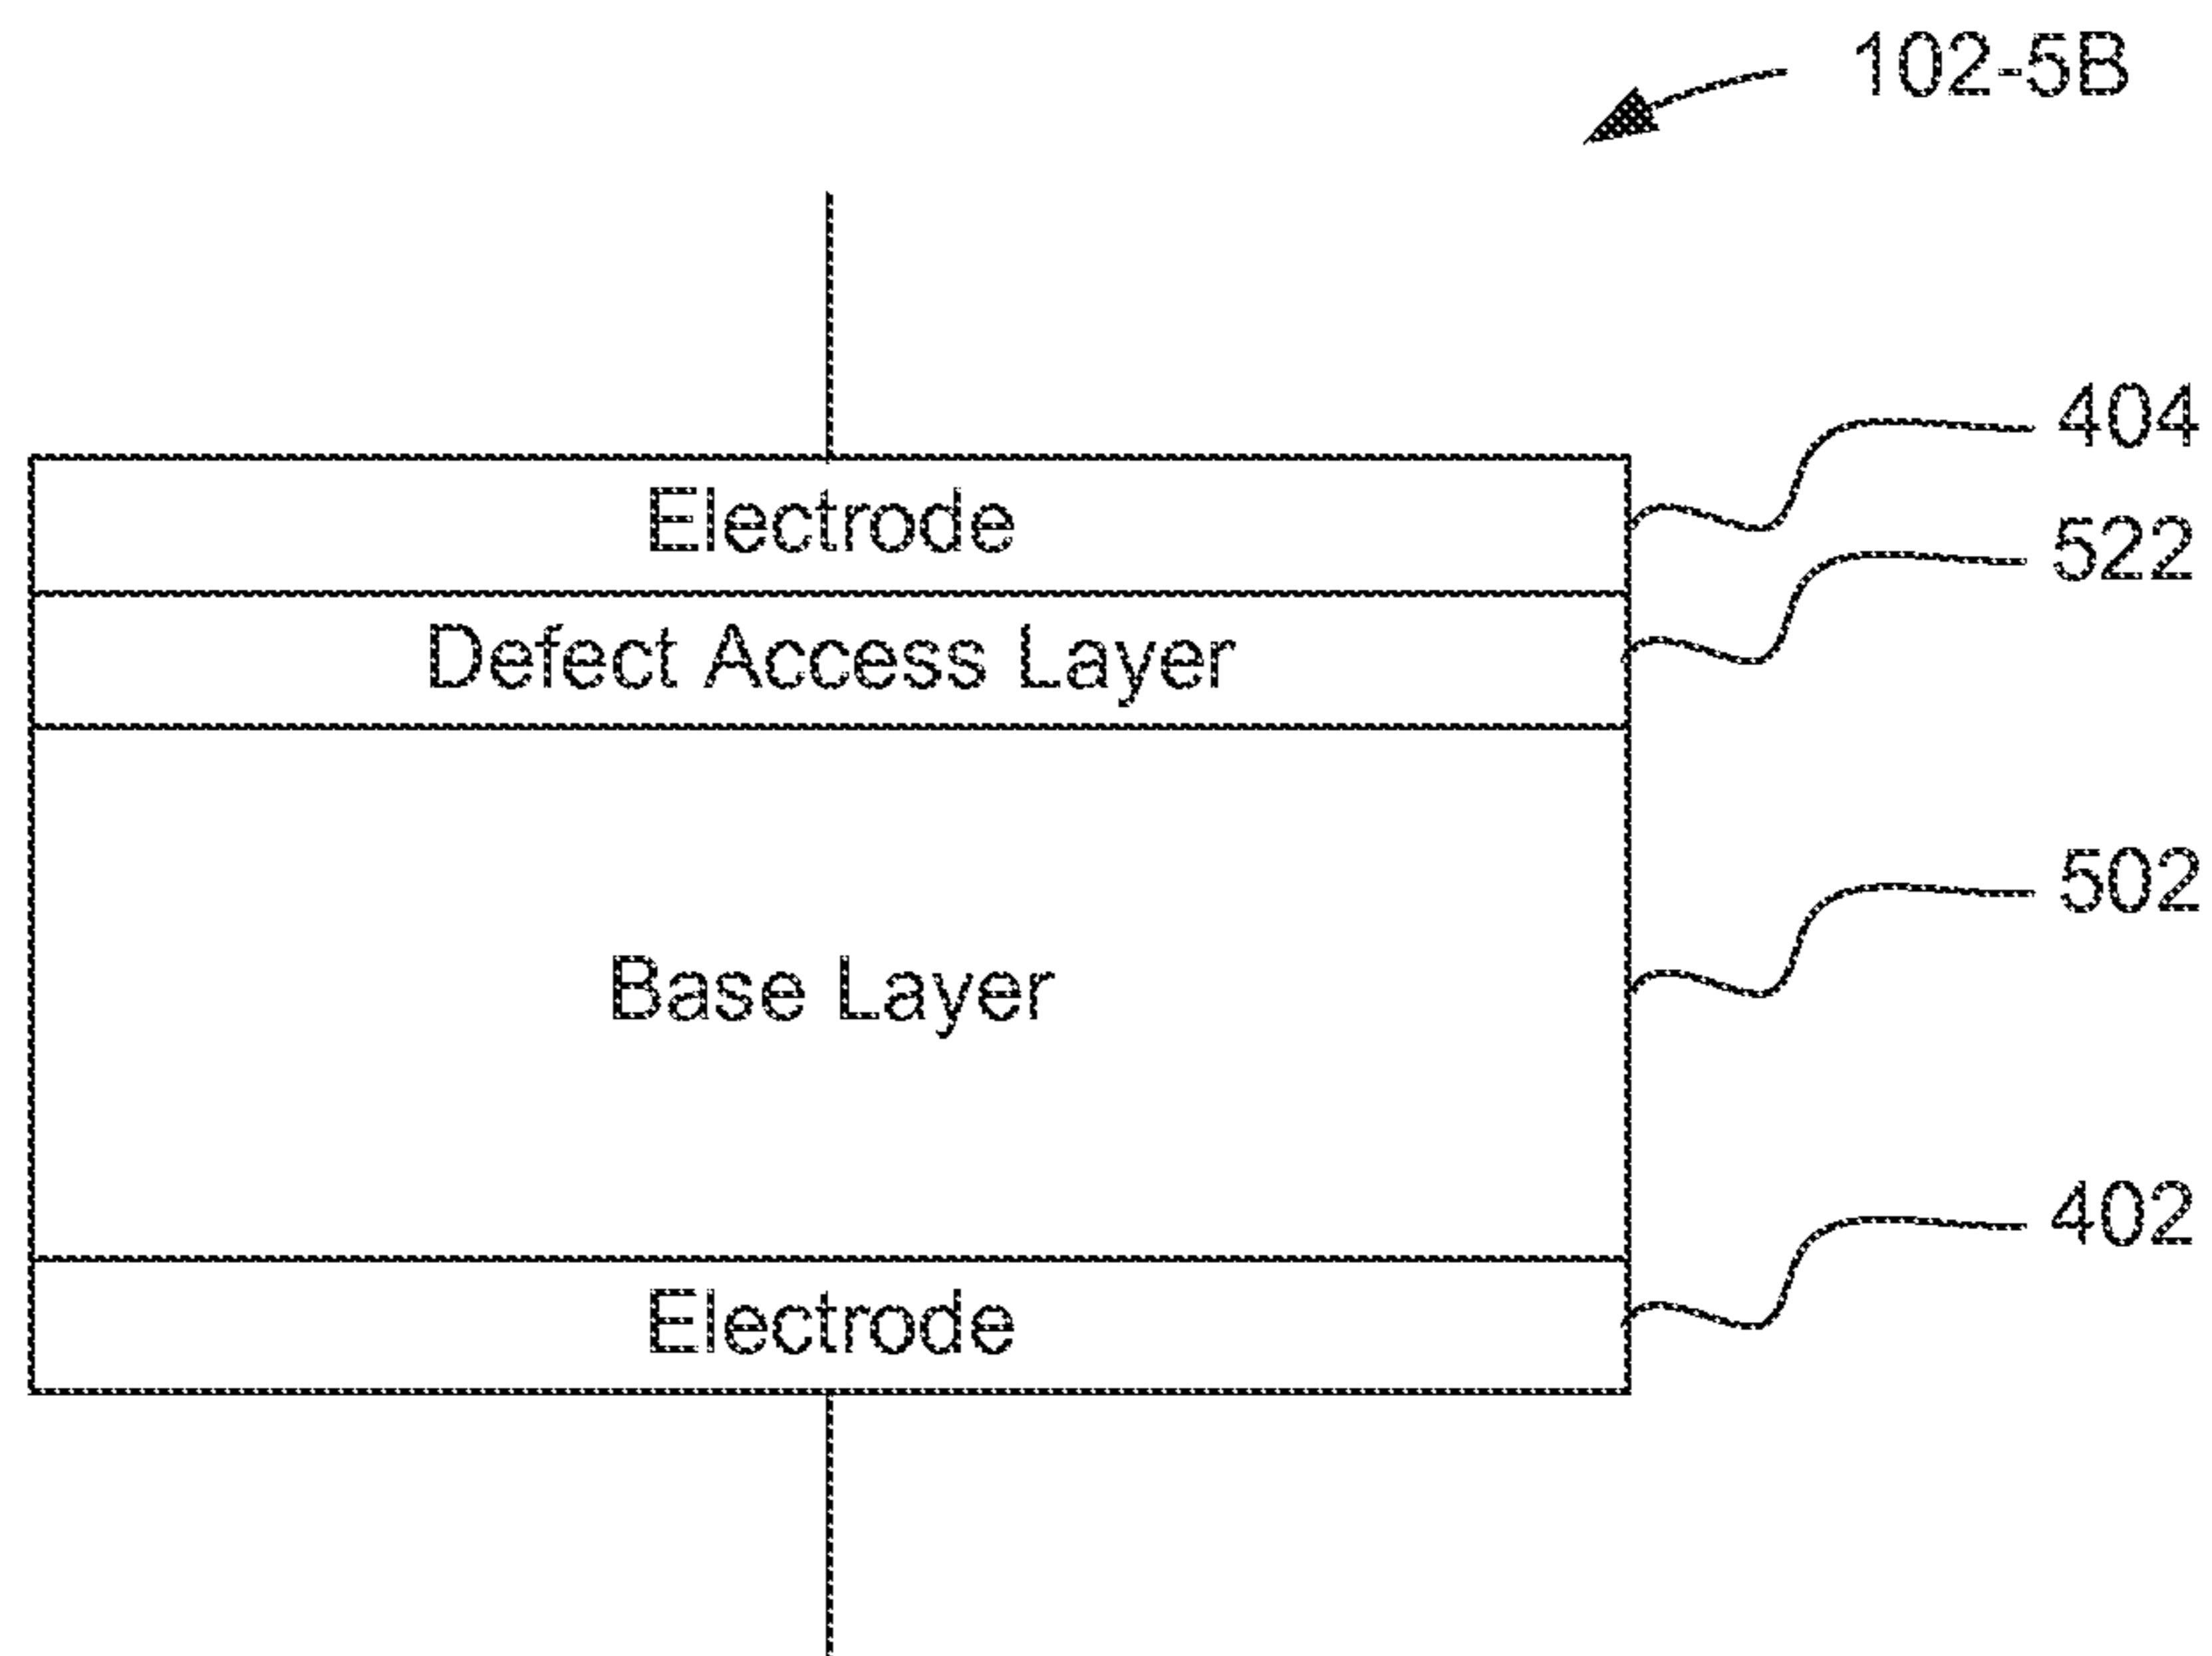 102-5B
404
Electrode
522
Defect Access Layer
502
Base Layer
402
Electrode